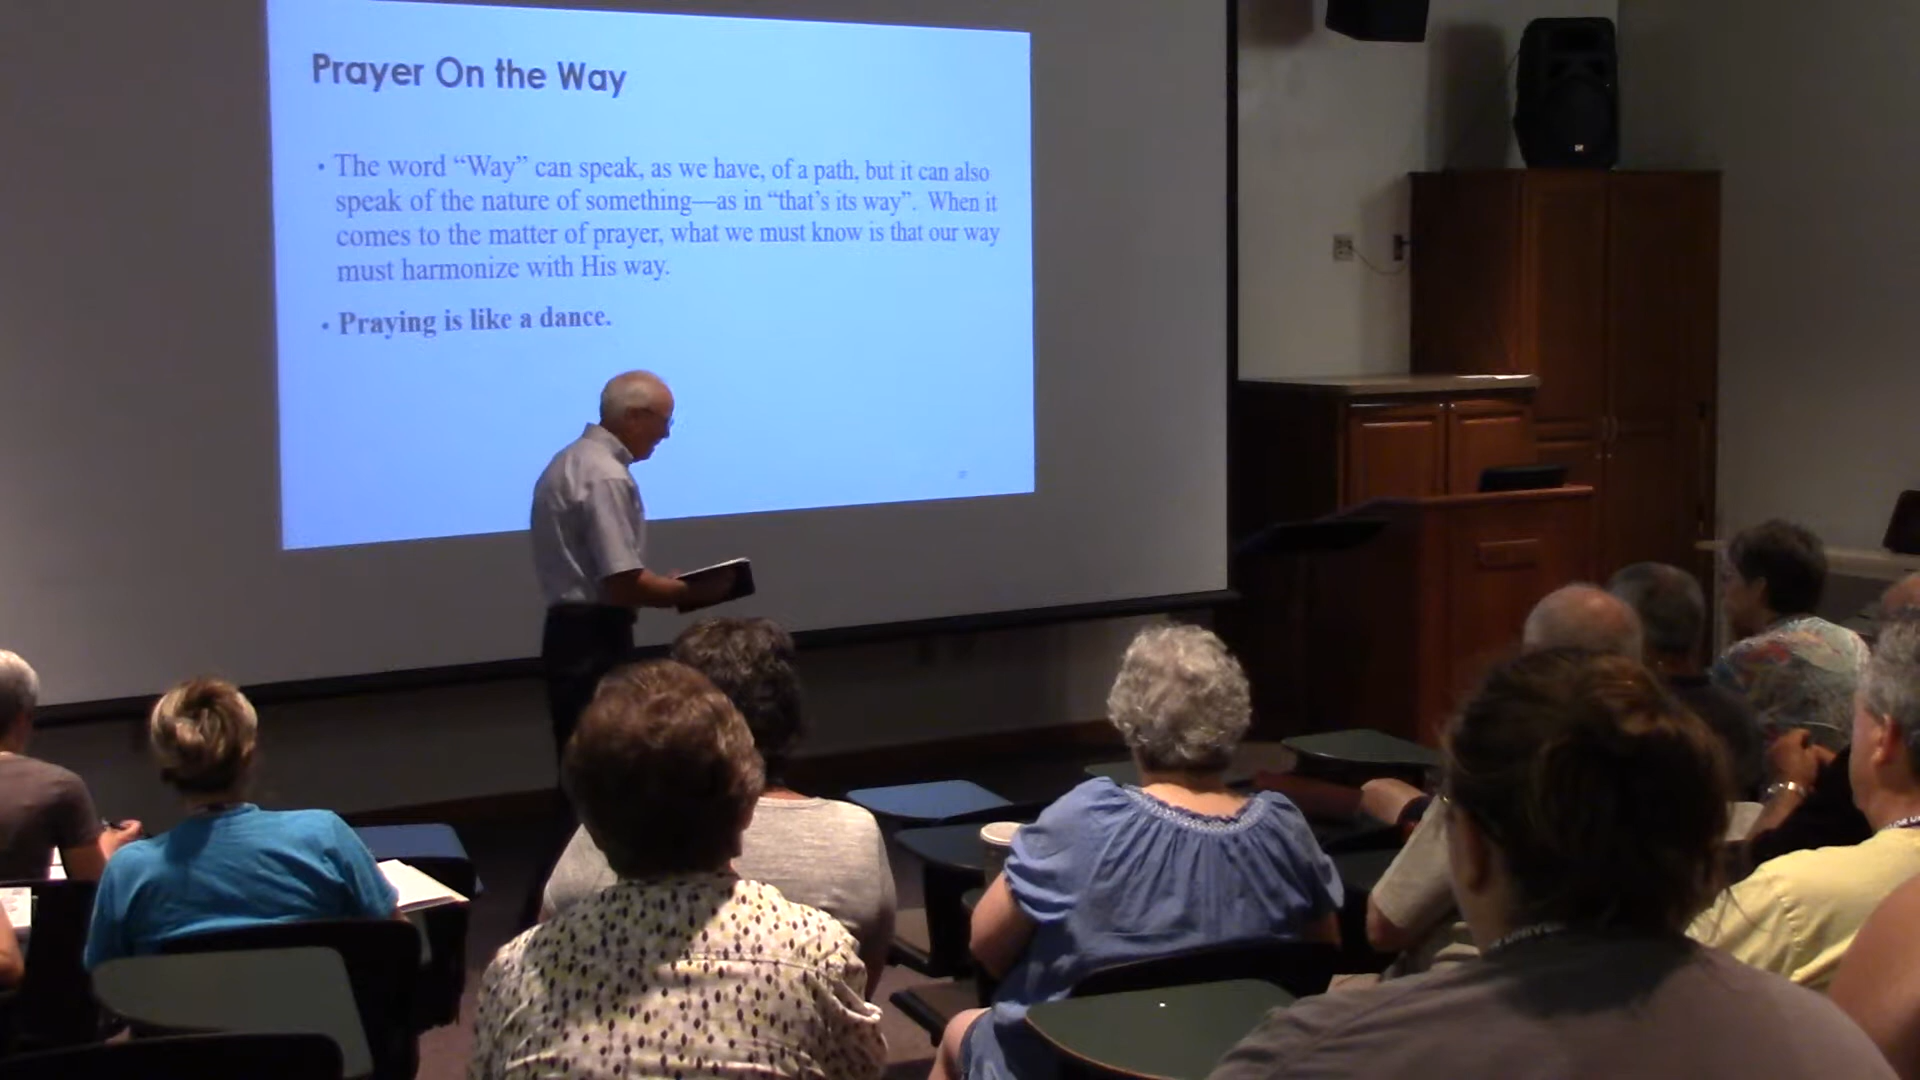 Prayer On the Way
• The word “Way” can speak, as we have, of a path, but it can also
speak of the nature of something—as in “that’s its way”. When it
comes to the matter of prayer, what we must know is that our way
must harmonize with His way.
• Praying is like a dance.